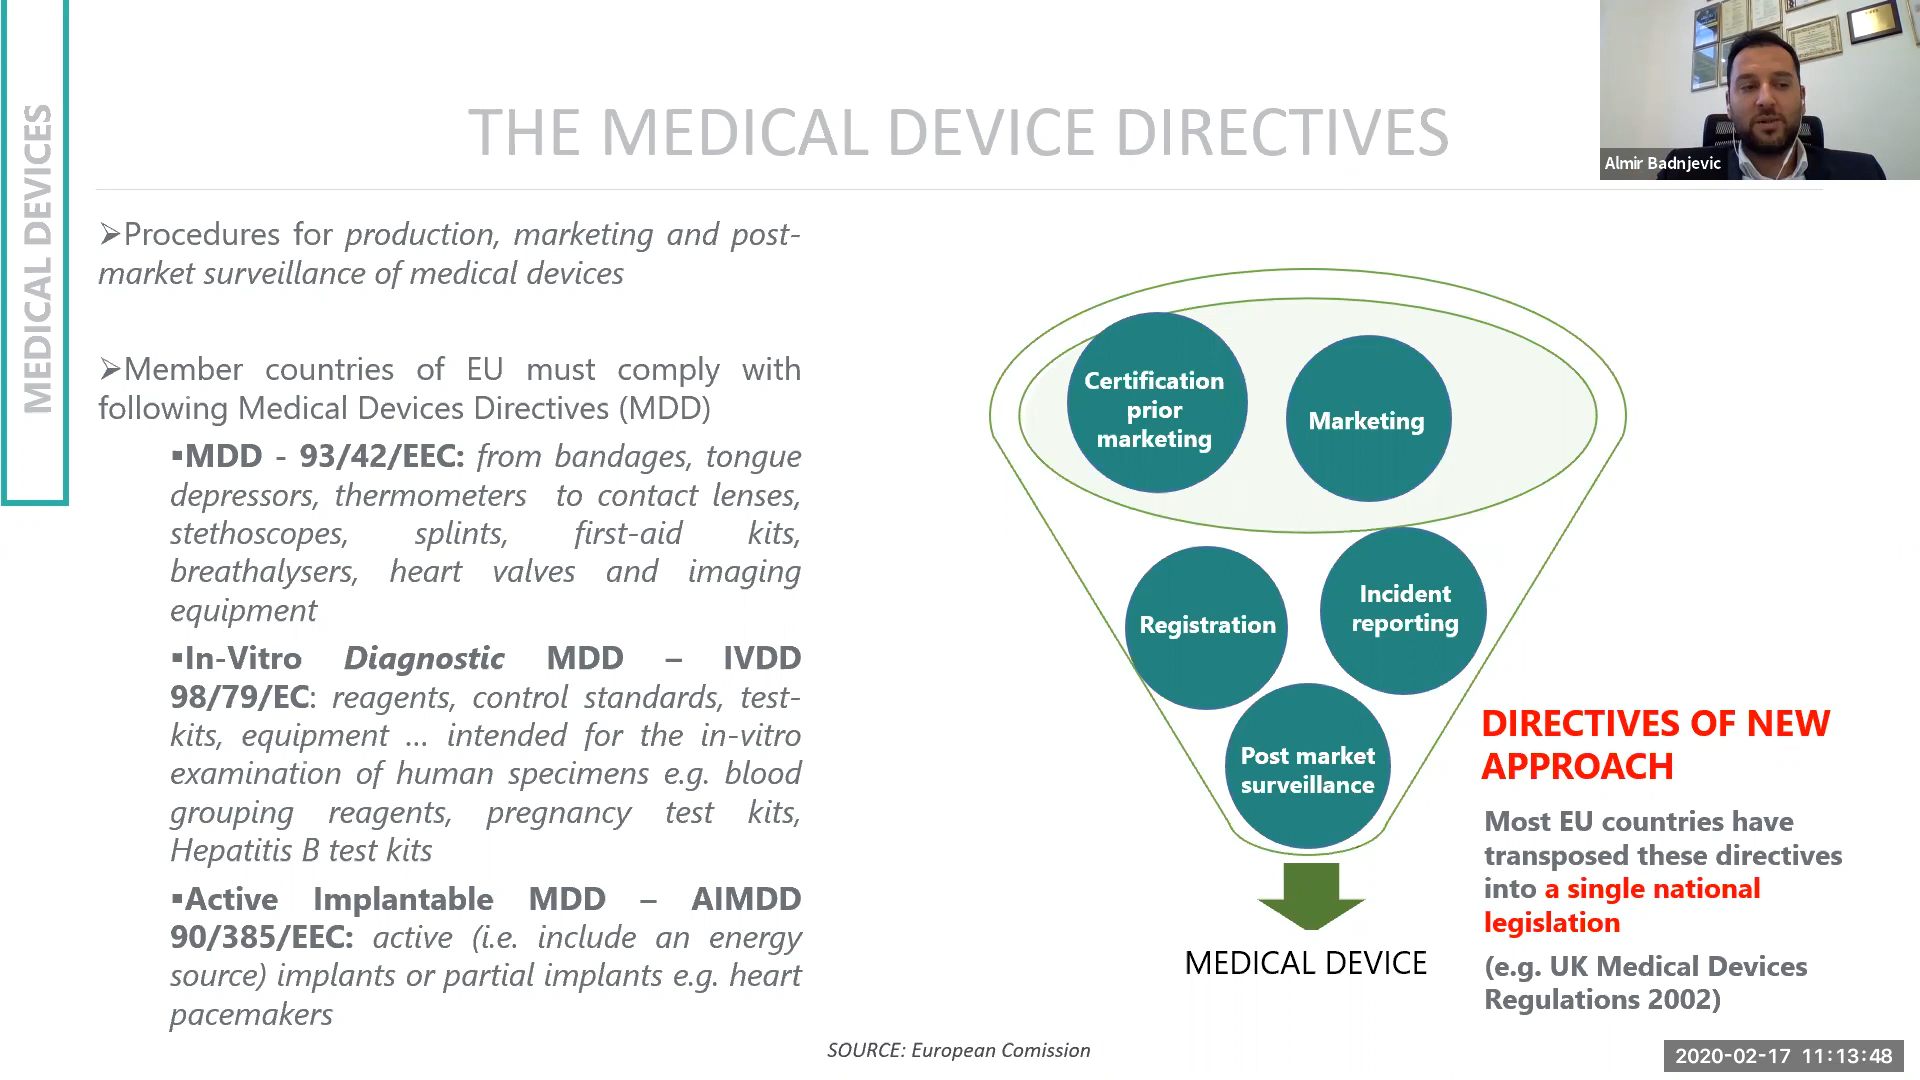 MEDICAL DEVICES
THE MEDICAL DEVICE DIRECTIVES
Almir Badnjevic
➢Procedures for production, marketing and post-
market surveillance of medical devices
➢Member countries of EU must comply with
following Medical Devices Directives (MDD)
▪MDD - 93/42/EEC: from bandages, tongue
depressors, thermometers to contact lenses,
stethoscopes, splints, first-aid kits,
breathalysers, heart valves and imaging
equipment
▪In-Vitro Diagnostic MDD – IVDD
98/79/EC: reagents, control standards, test-
kits, equipment ... intended for the in-vitro
examination of human specimens e.g. blood
grouping reagents, pregnancy test kits,
Hepatitis B test kits
▪Active Implantable MDD – AIMDD
90/385/EEC: active (i.e. include an energy
source) implants or partial implants e.g. heart
pacemakers
Certification
prior
marketing
Marketing
Registration
Incident
reporting
Post market
surveillance
MEDICAL DEVICE
DIRECTIVES OF NEW
APPROACH
Most EU countries have
transposed these directives
into a single national
legislation
(e.g. UK Medical Devices
Regulations 2002)
SOURCE: European Comission
2020-02-17 11:13:48